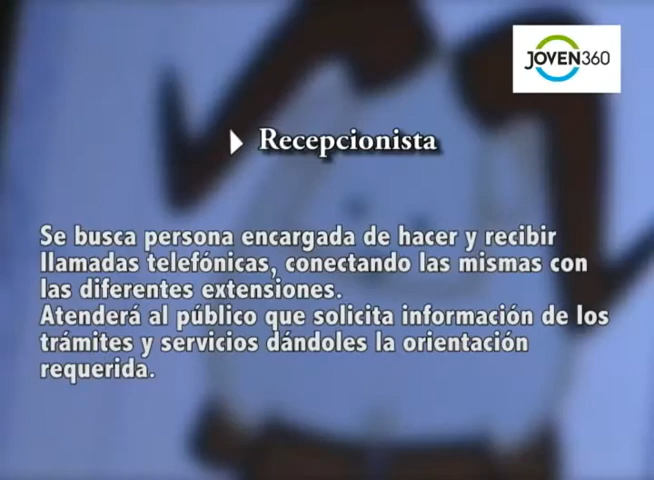 JOVEN360
Recepcionista
Se busca persona encargada de hacer y recibir
llamadas telefónicas, conectando las mismas con
las diferentes extensiones.
Atenderá al público que solicita información de los
trámites y servicios dándoles la orientación
requerida.